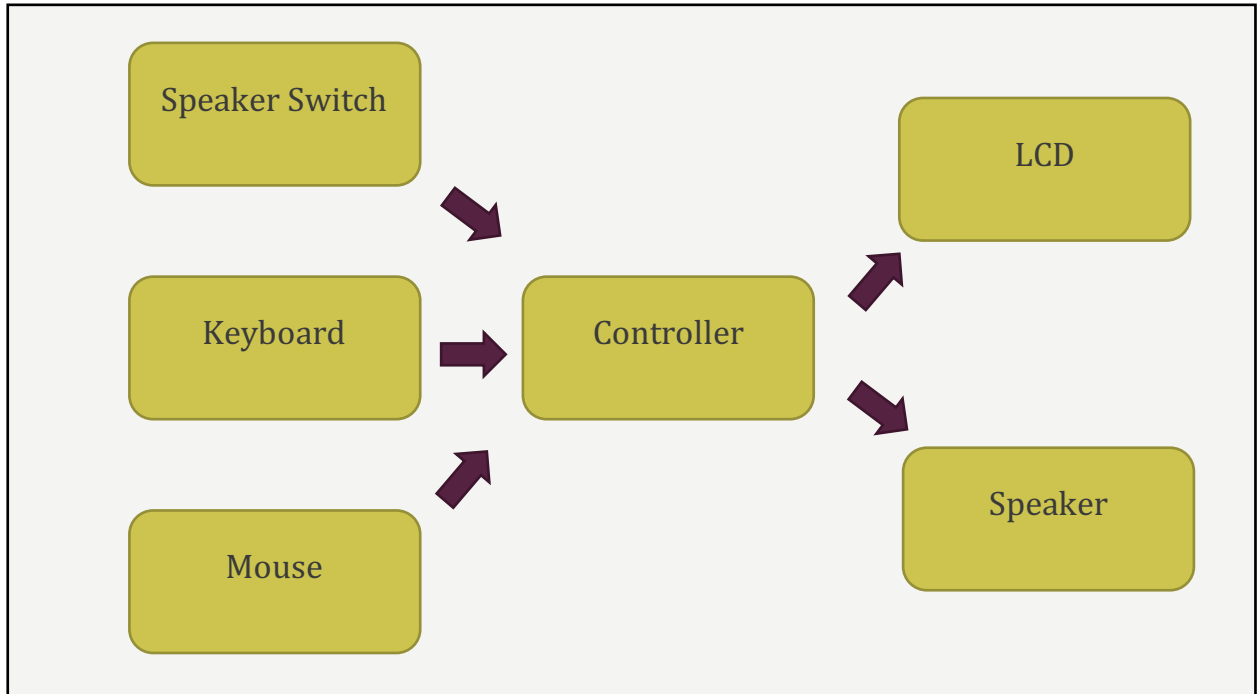 Speaker Switch
LCD
Keyboard
Controller
Speaker
Mouse